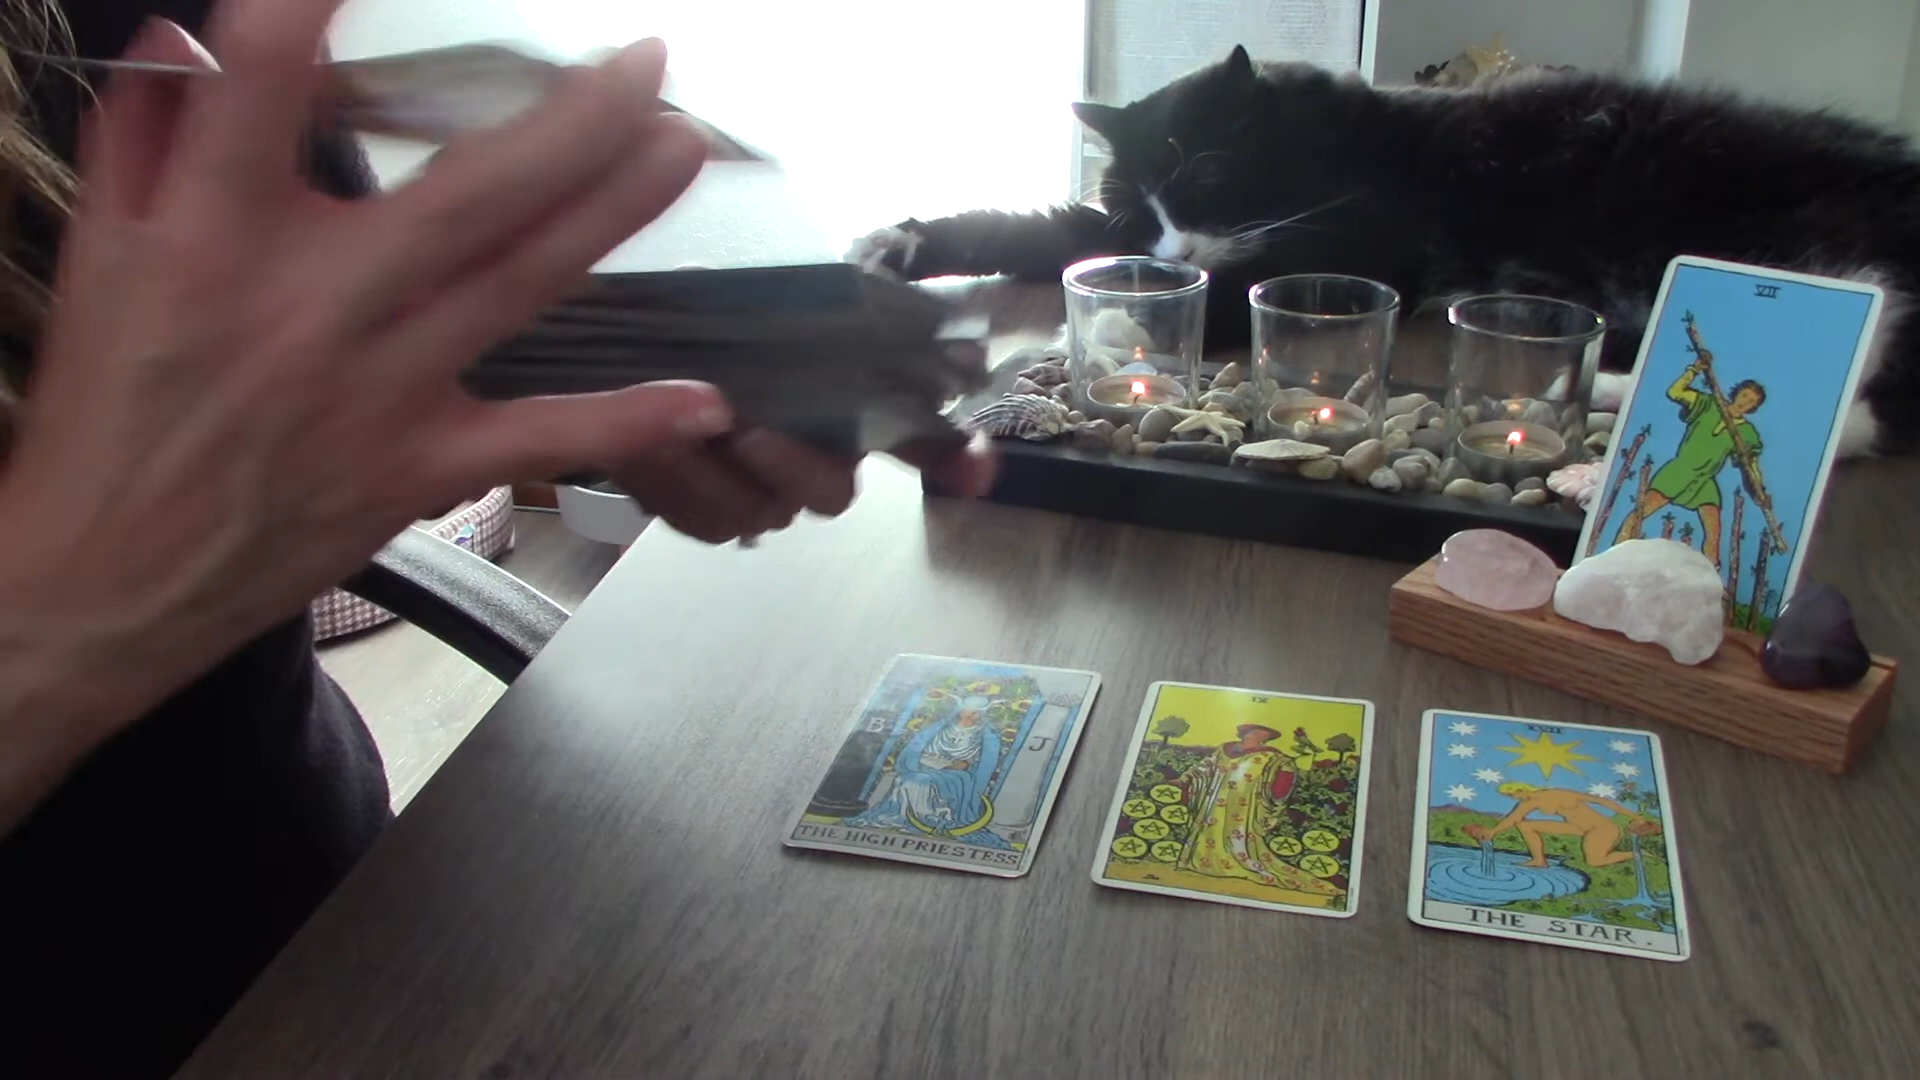 VII
B
J
THE HIGH PRIESTESS
IX
XVII
THE STAR.